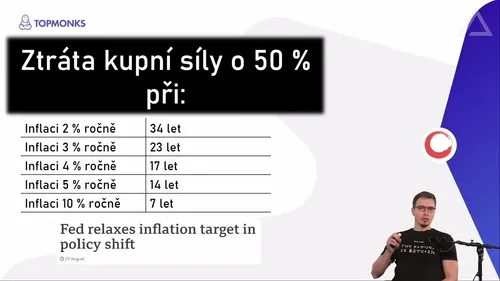 TOPMONKS
Ztráta kupní síly o 50 %
při:
Inflaci 2 % ročně 34 let
Inflaci 3 % ročně 23 let
Inflaci 4 % ročně 17 let
Inflaci 5 % ročně 14 let
Inflaci 10 % ročně 7 let
Fed relaxes inflation target in
policy shift
27 August